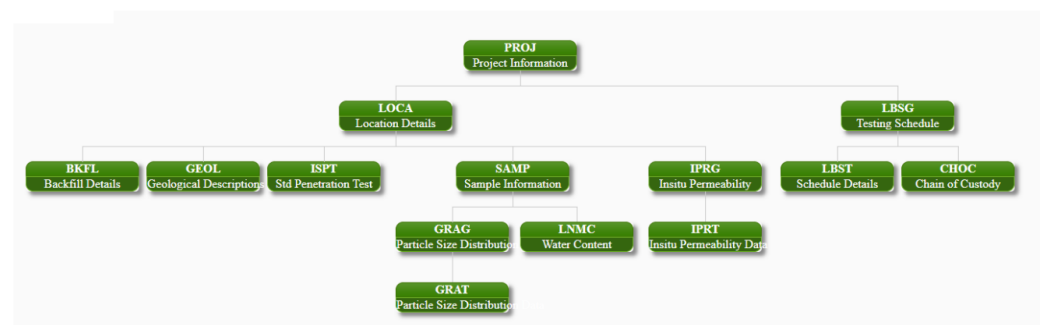 PROJ
Project Information
LOCA
Location Details
LBSG
Testing Schedule
BKFL
Backfill Details
GEOL
Geological Descriptions
ISPT
Std Penetration Test
SAMP
Sample Information
IPRG
Insitu Permeability
LBST
Schedule Details
CHOC
Chain of Custody
GRAG
Particle Size Distribution
LNMC
Water Content
IPRT
Insitu Permeability Data
GRAT
Particle Size Distribution